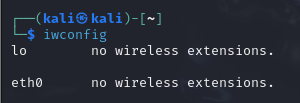 ┌──(kali㉿kali)-[~]
└─$ iwconfig
lo        no wireless extensions.
eth0      no wireless extensions.